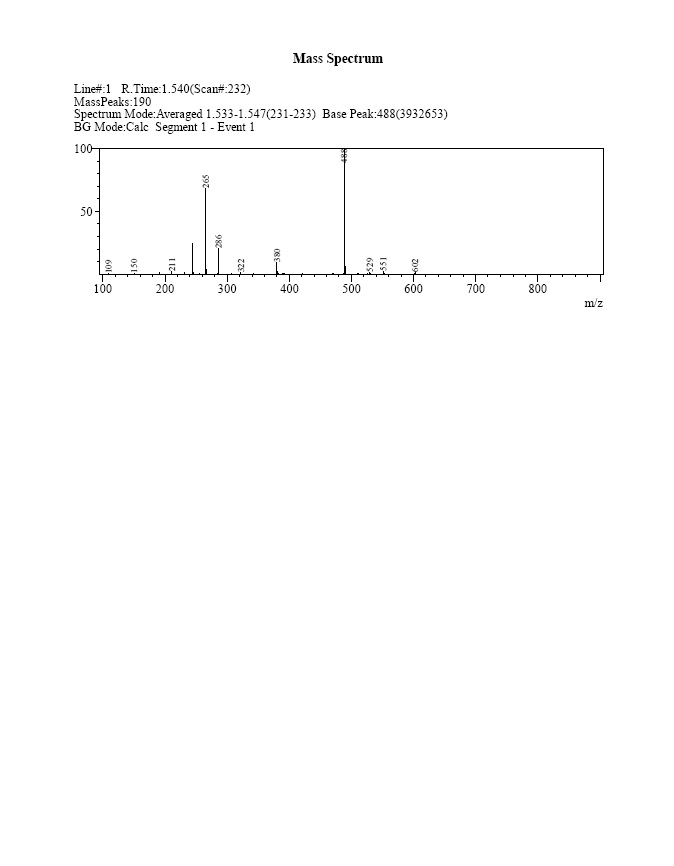 Mass Spectrum
Line#:1 R.Time:1.540(Scan#:232)
MassPeaks:190
Spectrum Mode:Averaged 1.533-1.547(231-233) Base Peak:488(3932653)
BG Mode:Calc Segment 1 - Event 1
100
488
265
50
286
380
109
150
211
322
529
551
602
100 200 300 400 500 600 700 800
m/z